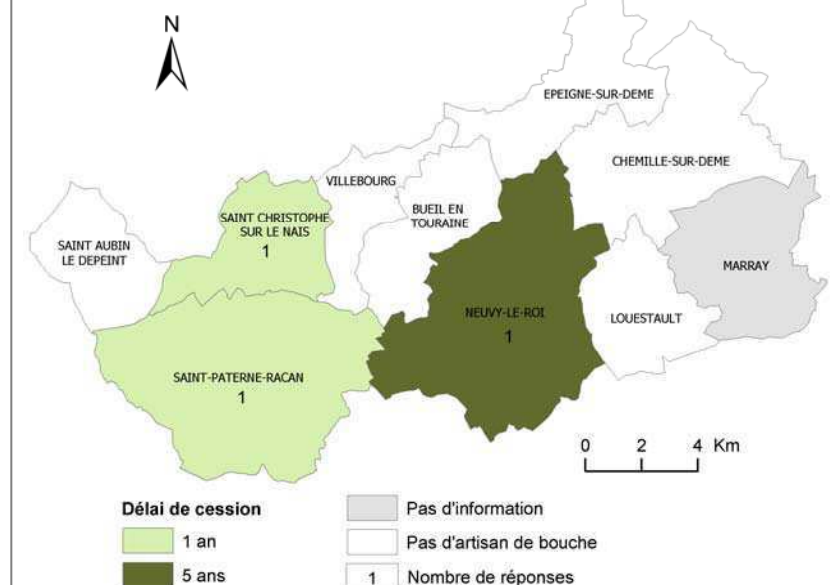 N
EPEIGNE-SUR-DEME
CHEMILLE-SUR-DEME
VILLEBOURG
BUEIL EN
TOURAINE
SAINT CHRISTOPHE
SUR LE NAIS
1
SAINT AUBIN
LE DEPEINT
MARRAY
NEUVY-LE-ROI
1
LOUESTAULT
SAINT-PATERNE-RACAN
1
0 2 4 Km
Délai de cession
1 an
5 ans
Pas d'information
Pas d'artisan de bouche
1 Nombre de réponses